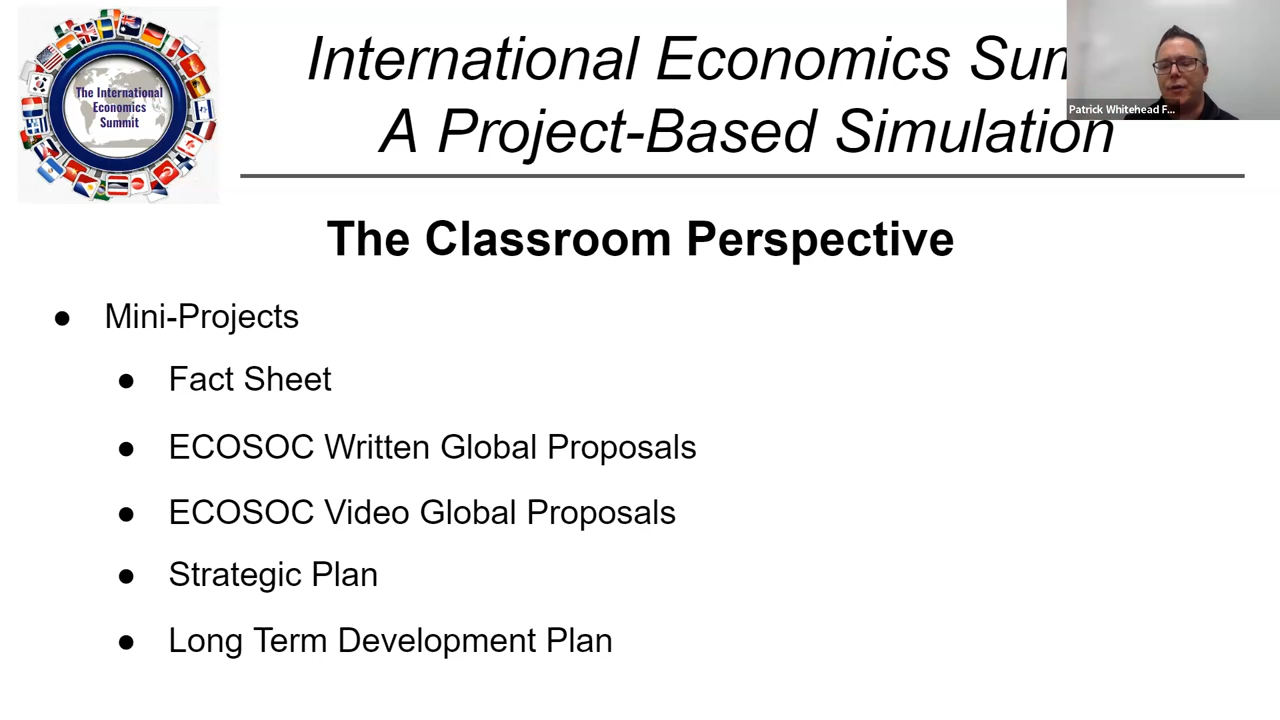 The International
Economics
Summit
International Economics Sum
A Project-Based Simulation
Patrick Whitehead F...
The Classroom Perspective
● Mini-Projects
● Fact Sheet
● ECOSOC Written Global Proposals
● ECOSOC Video Global Proposals
● Strategic Plan
● Long Term Development Plan